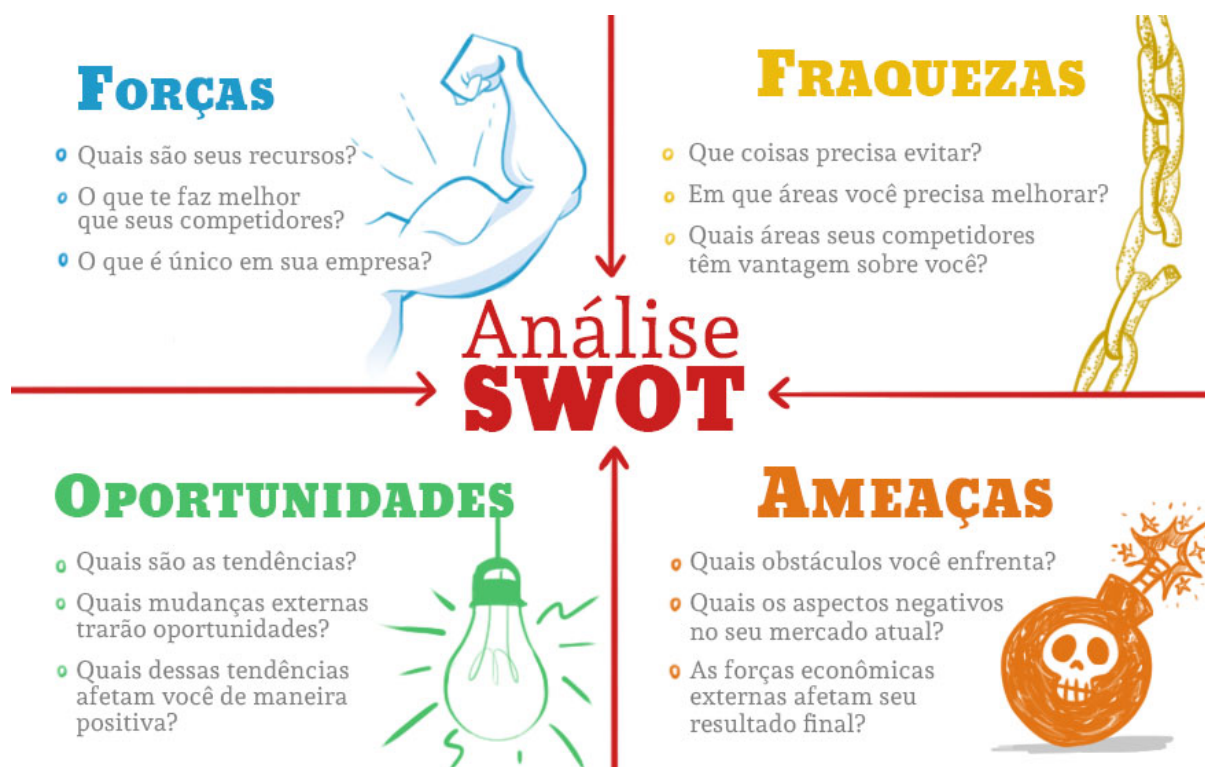 FORÇAS
Quais são seus recursos?
O que te faz melhor
que seus competidores?
O que é único em sua empresa?
FRAQUEZAS
Que coisas precisa evitar?
Em que áreas você precisa melhorar?
Quais áreas seus competidores
têm vantagem sobre você?
Análise
SWOT
OPORTUNIDADES
Quais são as tendências?
Quais mudanças externas
trarão oportunidades?
Quais dessas tendências
afetam você de maneira
positiva?
AMEAÇAS
Quais obstáculos você enfrenta?
Quais os aspectos negativos
no seu mercado atual?
As forças econômicas
externas afetam seu
resultado final?